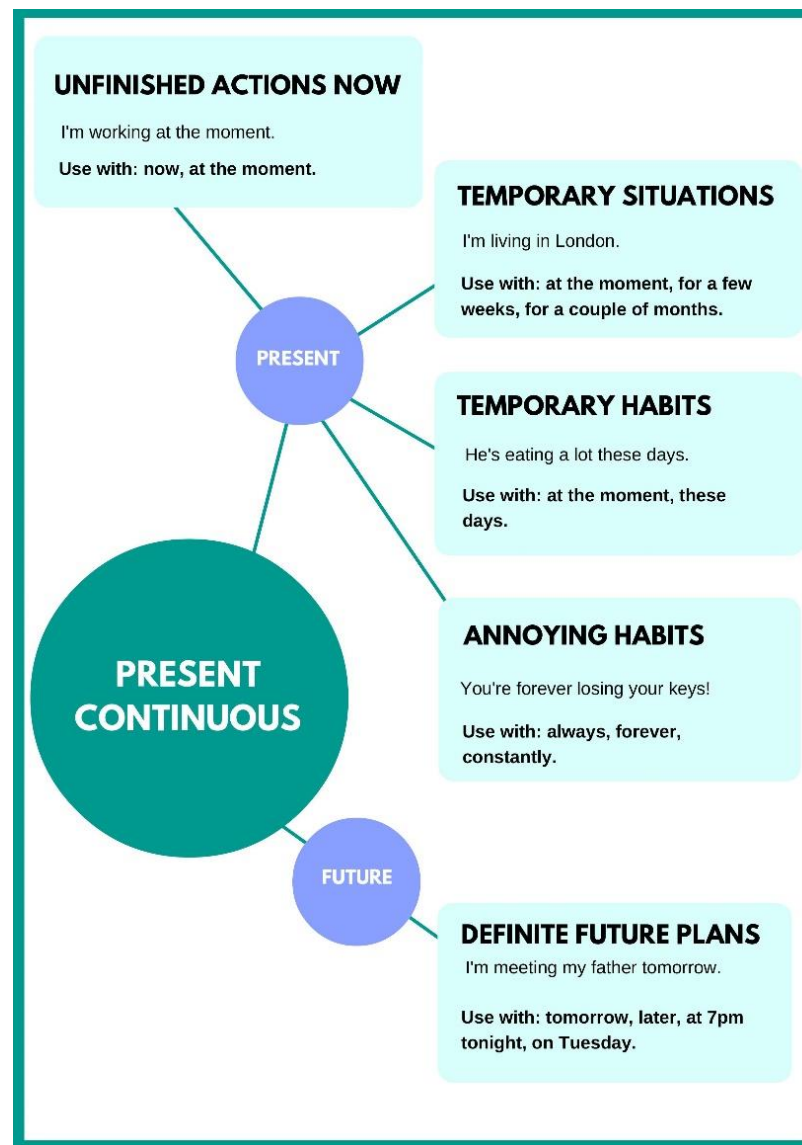 UNFINISHED ACTIONS NOW
I'm working at the moment.
Use with: now, at the moment.
TEMPORARY SITUATIONS
I'm living in London.
Use with: at the moment, for a few
weeks, for a couple of months.
PRESENT
TEMPORARY HABITS
He's eating a lot these days.
Use with: at the moment, these
days.
ANNOYING HABITS
You're forever losing your keys!
Use with: always, forever,
constantly.
PRESENT
CONTINUOUS
FUTURE
DEFINITE FUTURE PLANS
I'm meeting my father tomorrow.
Use with: tomorrow, later, at 7pm
tonight, on Tuesday.